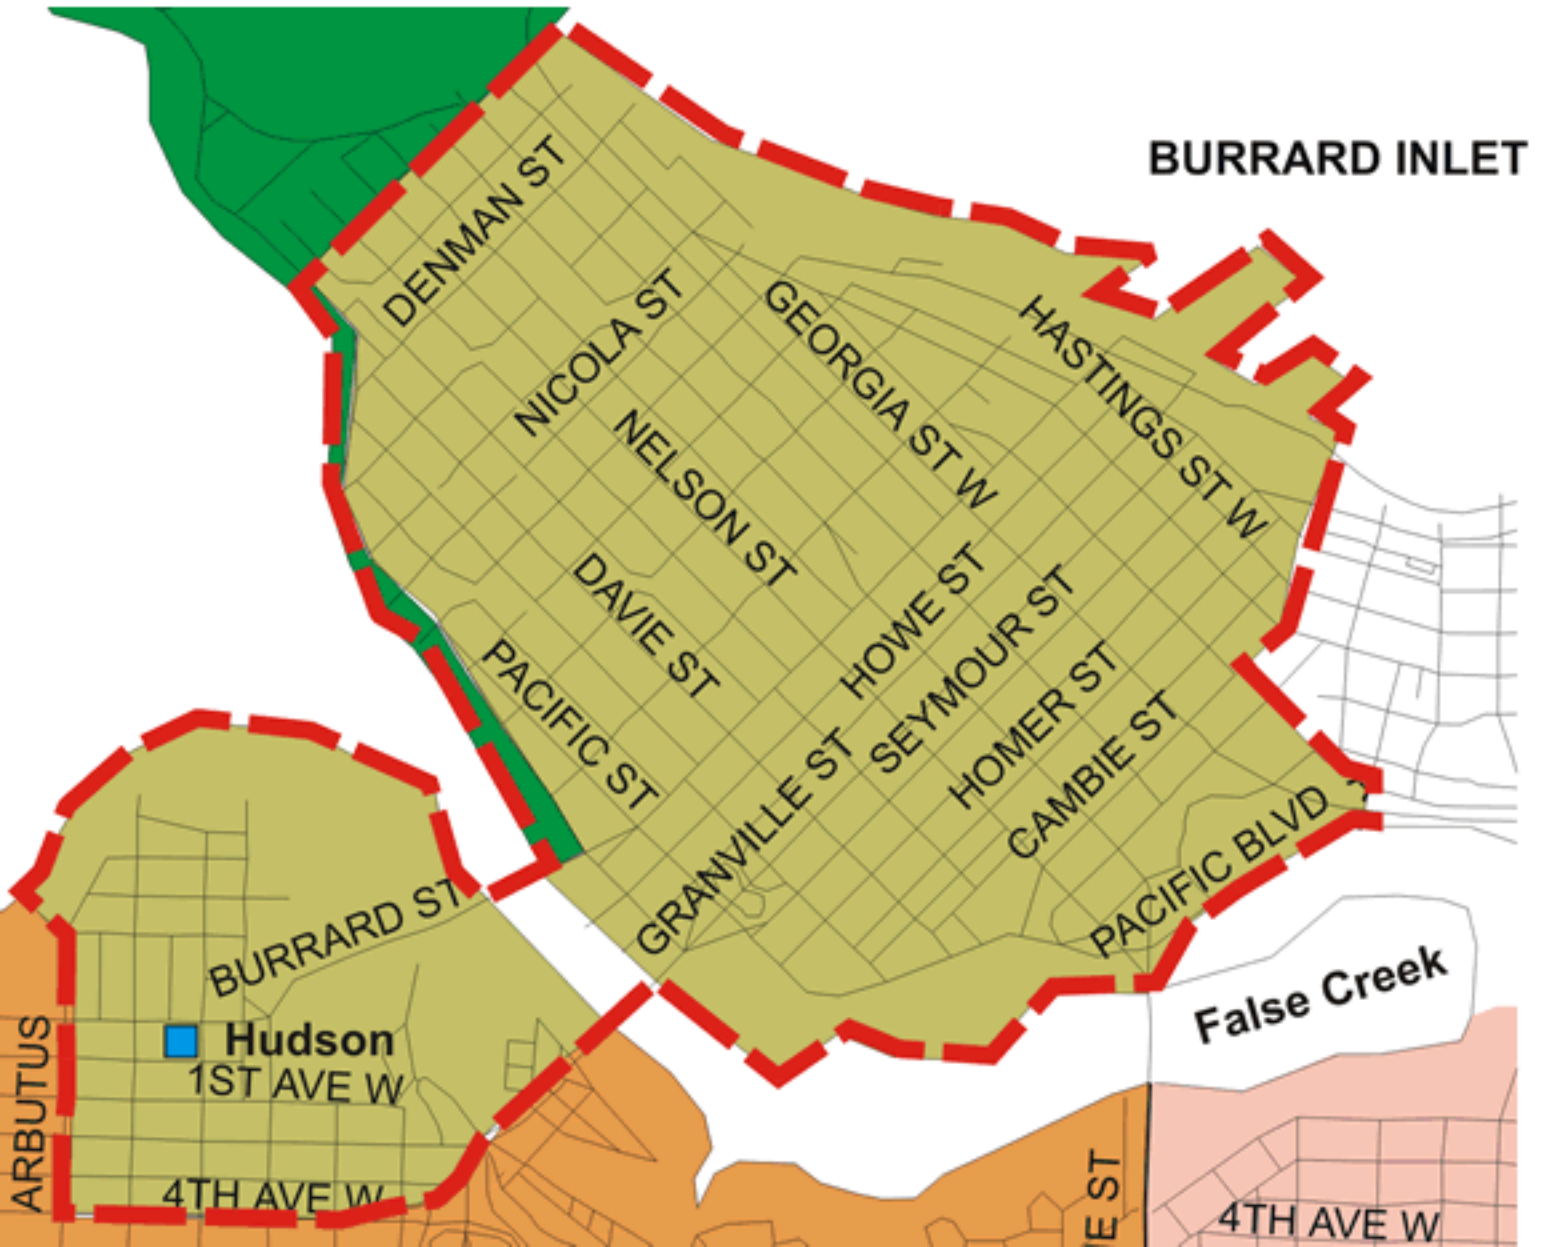 BURRARD INLET
DENMAN ST
NICOLA ST
GEORGIA ST W
HASTINGS ST W
NELSON ST
DAVIE ST
HOWE ST
SEYMOUR ST
PACIFIC ST
HOMER ST
CAMBIE ST
GRANVILLE ST
PACIFIC BLVD
BURRARD ST
False Creek
Hudson
1ST AVE W
ARBUTUS
4TH AVE W
ST
4TH AVE W